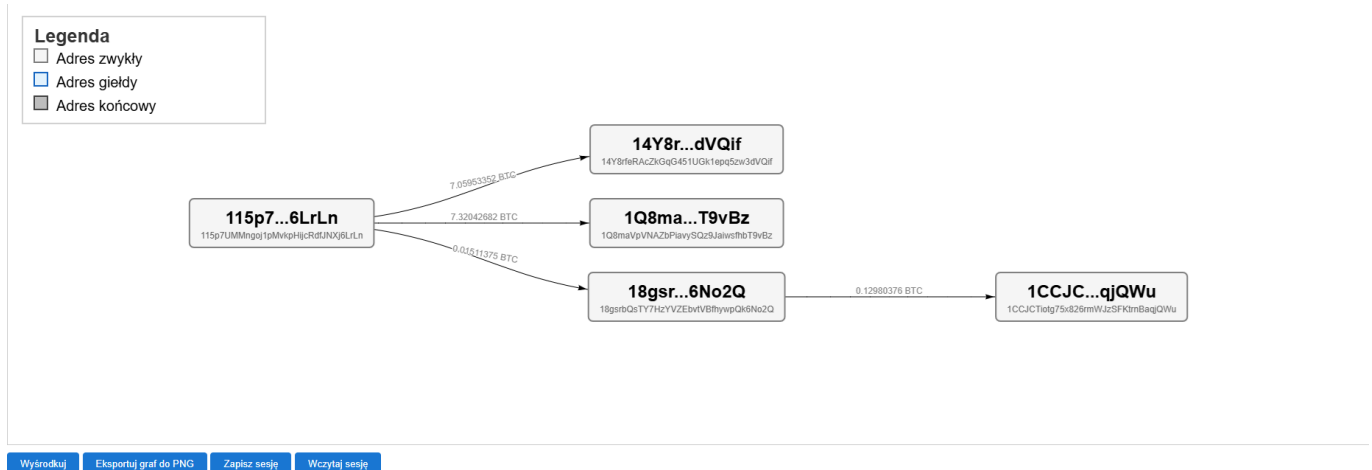 Legenda
Adres zwykły
Adres giełdy
Adres końcowy
14Y8r...dVQif
14Y8rfeRAcZkGqG451UGk1epq5zw3dVQif
7.05953352 BTC
115p7...6LrLn
115p7UMMngoj1pMvkpHijcRdfJNXj6LrLn
7.32042682 BTC
1Q8ma...T9vBz
1Q8maVpVNAZbPiavySQz9JaiwsfhbT9vBz
0.01511375 BTC
18gsr...6No2Q
18gsrbQsTY7HzYVZEbvtVBfhywpQk6No2Q
0.12980376 BTC
1CCJC...qjQWu
1CCJCTiotg75x826rmWJzSFKtrnBaqjQWu
Wyśrodkuj
Eksportuj graf do PNG
Zapisz sesję
Wczytaj sesję